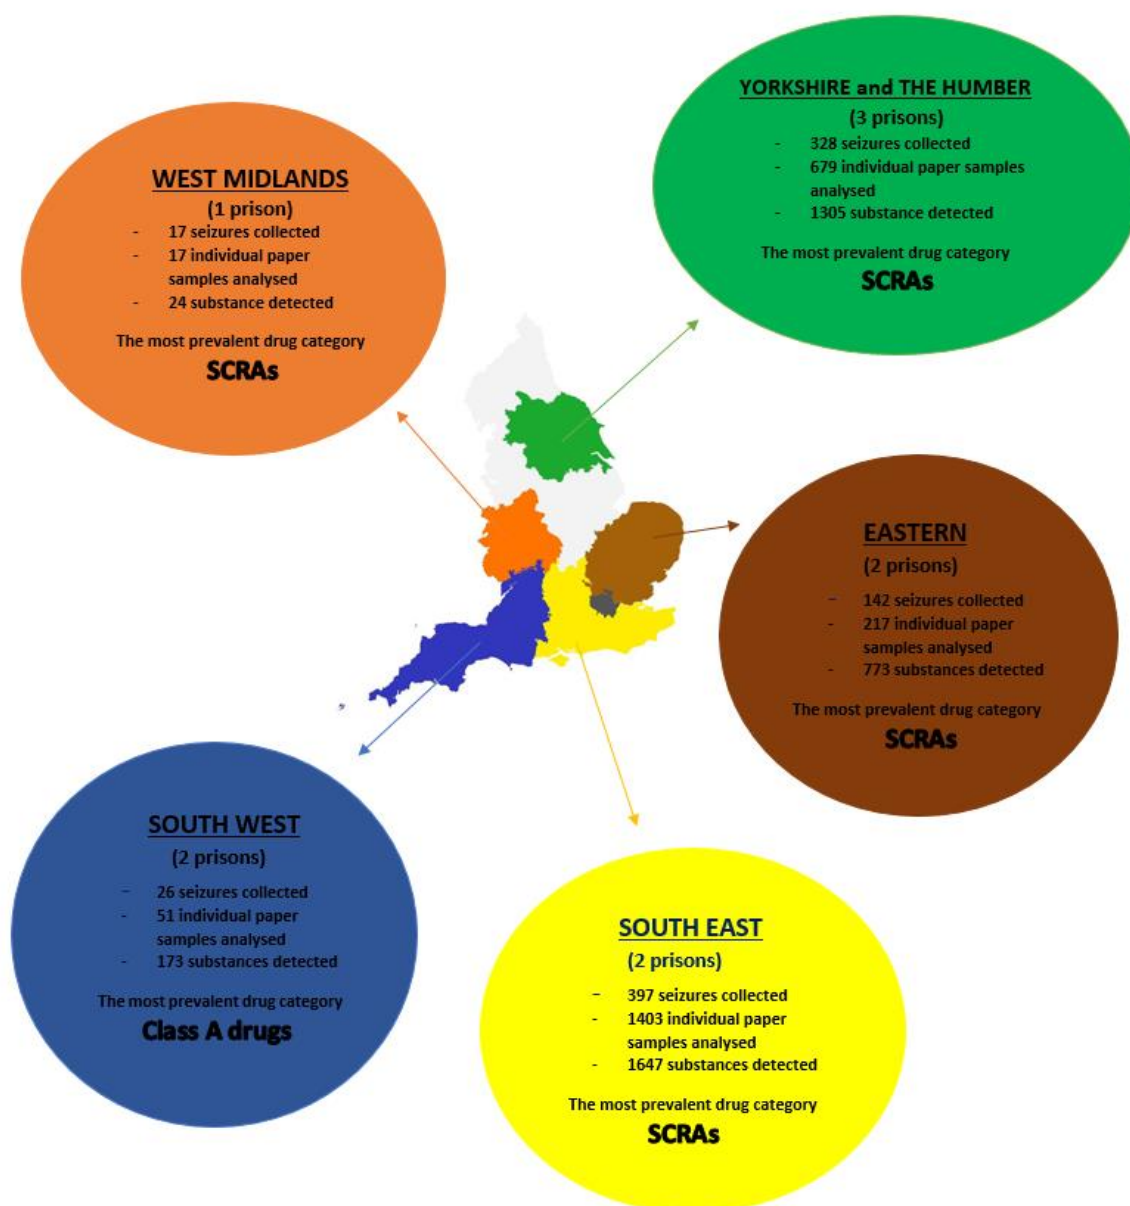 YORKSHIRE and THE HUMBER
(3 prisons)
- 328 seizures collected
- 679 individual paper samples
analysed
- 1305 substance detected
The most prevalent drug category
SCRAs
WEST MIDLANDS
(1 prison)
- 17 seizures collected
- 17 individual paper
samples analysed
- 24 substance detected
The most prevalent drug category
SCRAs
EASTERN
(2 prisons)
- 142 seizures collected
- 217 individual paper
samples analysed
- 773 substances detected
The most prevalent drug category
SCRAs
SOUTH WEST
(2 prisons)
- 26 seizures collected
- 51 individual paper
samples analysed
- 173 substances detected
The most prevalent drug category
Class A drugs
SOUTH EAST
(2 prisons)
- 397 seizures collected
- 1403 individual paper
samples analysed
- 1647 substances detected
The most prevalent drug category
SCRAs